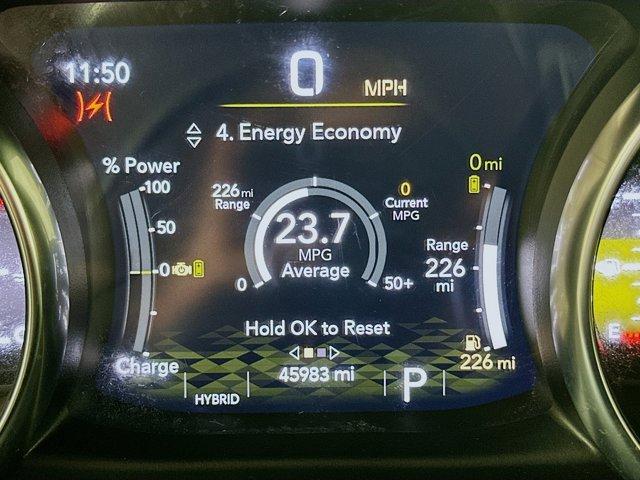 11:50
0 MPH
4. Energy Economy
% Power
100
50
0
Charge
226 mi
Range
0
Current
MPG
23.7
MPG
Average
0
50+
0 mi
Range
226
mi
226 mi
Hold OK to Reset
45983 mi
HYBRID
P
E